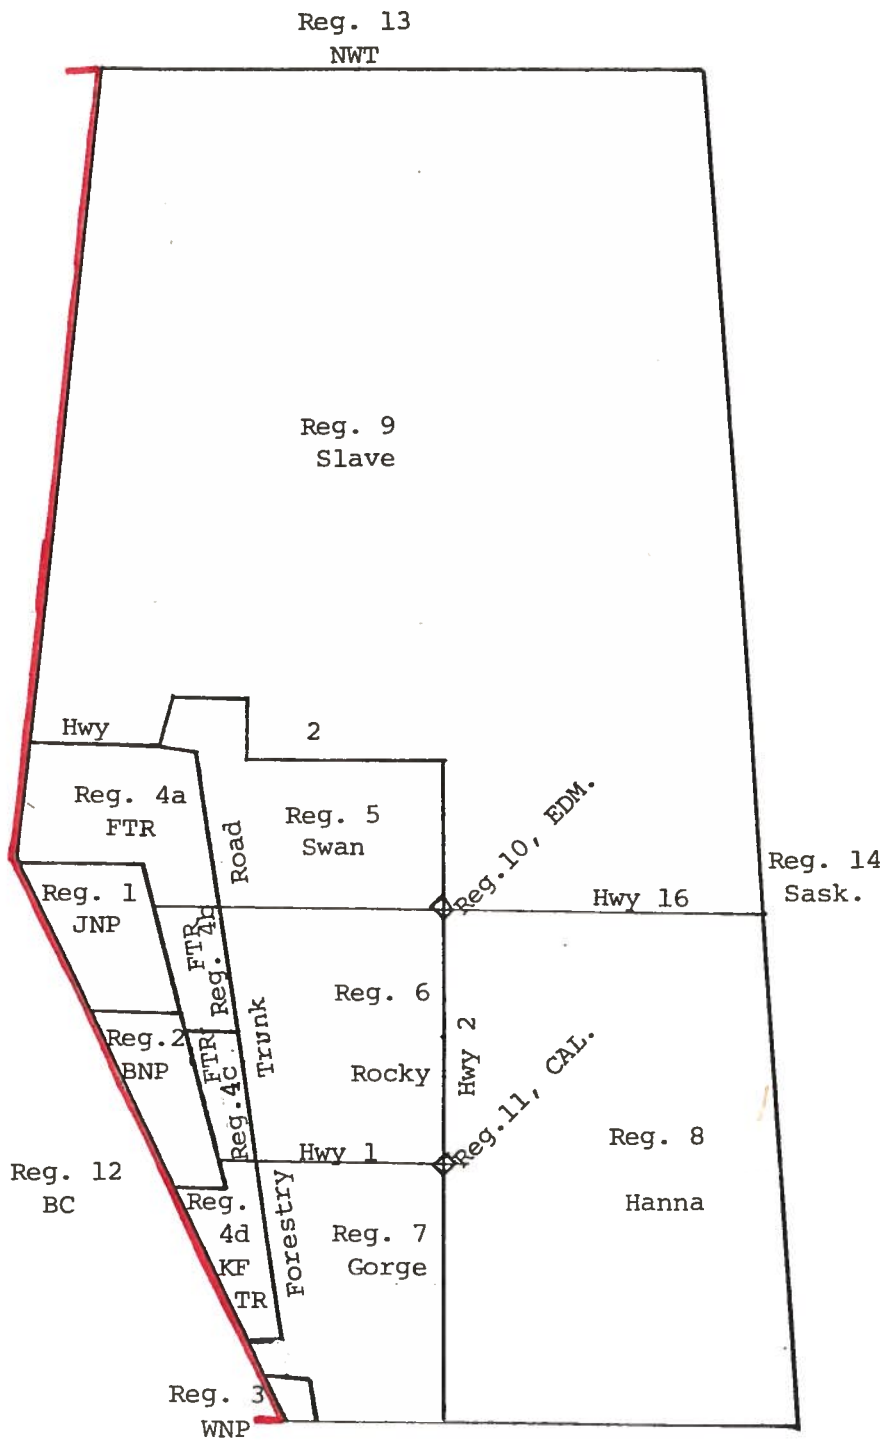 Reg. 13
NWT
Reg. 9
Slave
Hwy
2
Reg. 4a
FTR
Reg. 5
Swan
Road
Reg.10, EDM.
Reg. 14
Sask.
Hwy 16
Reg. 1
JNP
FTR
Reg. 4b
Reg. 6
Rocky
Trunk
Hwy 2
Reg.2
BNP
FTR
Reg.4c
Reg.11, CAL.
Reg. 8
Hanna
Hwy 1
Reg. 12
BC
Reg.
4d
KF
TR
Forestry
Reg. 7
Gorge
Reg. 3
WNP